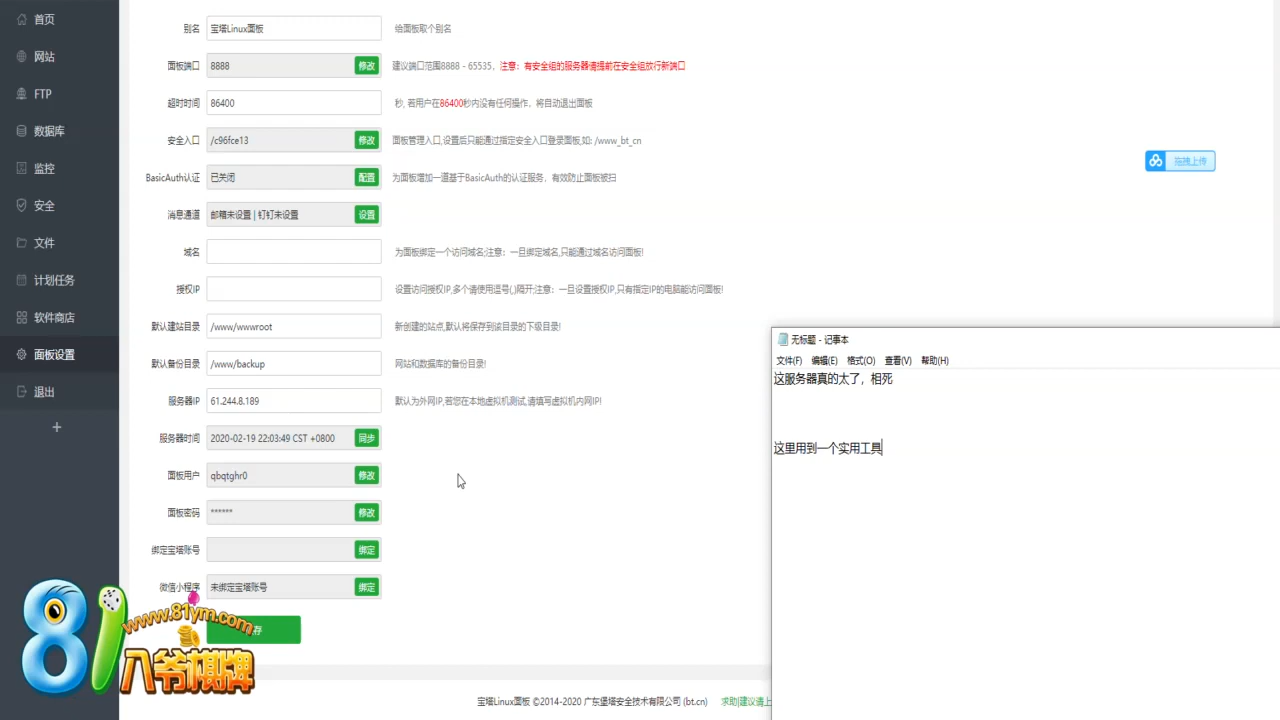 首页
网站
FTP
数据库
监控
安全
文件
计划任务
软件商店
面板设置
退出
别名 宝塔Linux面板 给面板取个别名
面板端口 8888 修改 建议端口范围8888 - 65535，注意：有安全组的服务器请提前在安全组放行新端口
超时时间 86400 秒, 若用户在86400秒内没有任何操作，将自动退出面板
安全入口 /c96fce13 修改 面板管理入口,设置后只能通过指定安全入口登录面板,如: /www_bt_cn
BasicAuth认证 已关闭 配置 为面板增加一道基于BasicAuth的认证服务，有效防止面板被扫
消息通道 邮箱未设置 | 钉钉未设置 设置
域名 为面板绑定一个访问域名;注意：一旦绑定域名,只能通过域名访问面板!
授权IP 设置访问授权IP,多个请使用逗号(,)隔开;注意：一旦设置授权IP,只有指定IP的电脑能访问面板!
默认建站目录 /www/wwwroot 新创建的站点,默认将保存到该目录的下级目录!
默认备份目录 /www/backup 网站和数据库的备份目录!
服务器IP 61.244.8.189 默认为外网IP,若您在本地虚拟机测试,请填写虚拟机内网IP!
服务器时间 2020-02-19 22:03:49 CST +0800 同步
面板用户 qbqtghr0 修改
面板密码 ****** 修改
绑定宝塔账号 绑定
微信小程序 未绑定宝塔账号 绑定
存
宝塔Linux面板 ©2014-2020 广东堡塔安全技术有限公司 (bt.cn) 求助|建议请上
拖拽上传
无标题 - 记事本
文件(F) 编辑(E) 格式(O) 查看(V) 帮助(H)
这服务器真的太了，相死
这里用到一个实用工具
81
www.81ym.com
八爷棋牌